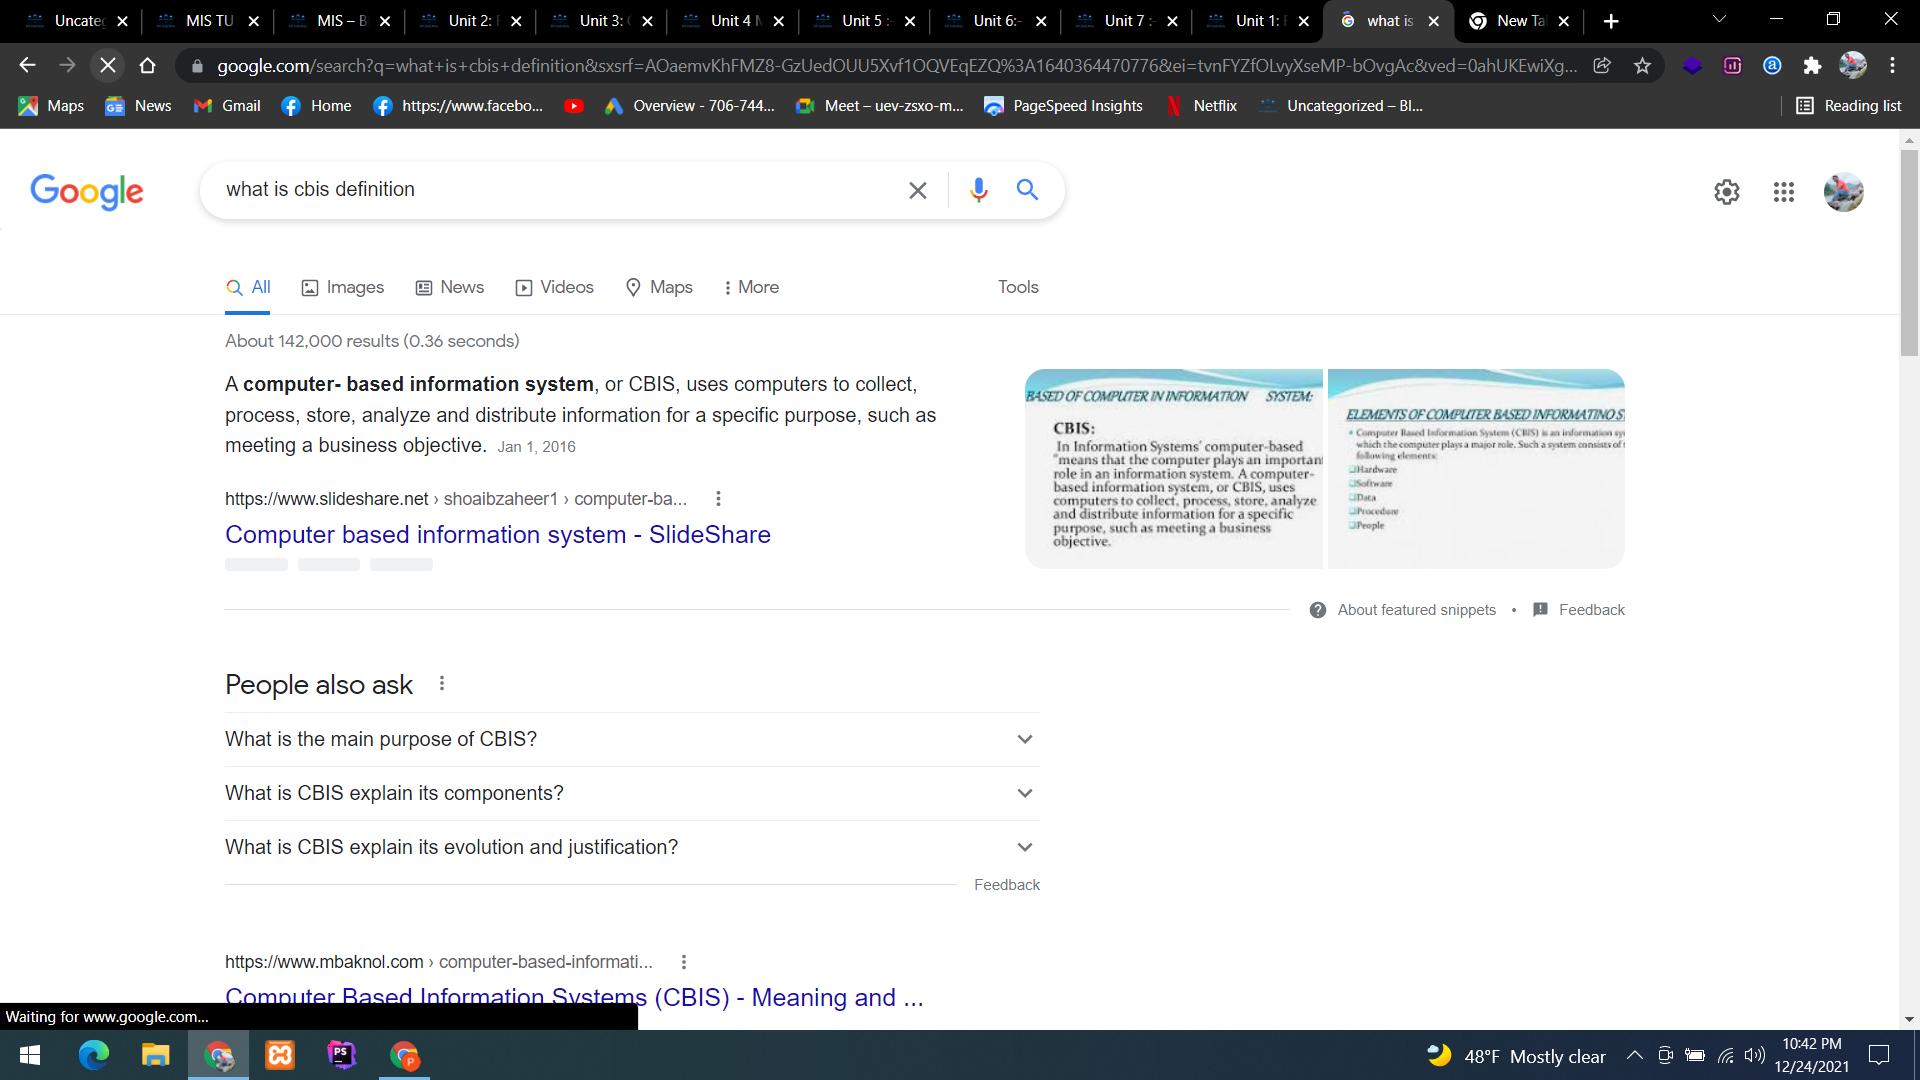 Uncateg
MIS TU
MIS – B
Unit 2:
Unit 3:
Unit 4
Unit 5 :-
Unit 6:-
Unit 7 :-
Unit 1:
what is
New Ta
google.com/search?q=what+is+cbis+definition&sxsrf=AOaemvKhFMZ8-GzUedOUU5Xvf1OQVEqEZQ%3A1640364470776&ei=tvnFYZfOLvyXseMP-bOvgAc&ved=0ahUKEwiXg...
Maps
News
Gmail
Home
https://www.facebo...
Overview - 706-744...
Meet – uev-zsxo-m...
PageSpeed Insights
Netflix
Uncategorized – Bl...
Reading list
Google
what is cbis definition
All
Images
News
Videos
Maps
More
Tools
About 142,000 results (0.36 seconds)
A computer- based information system, or CBIS, uses computers to collect,
process, store, analyze and distribute information for a specific purpose, such as
meeting a business objective. Jan 1, 2016
BASED OF COMPUTER IN INFORMATION SYSTEM:
CBIS:
In Information Systems' computer-based
"means that the computer plays an important
role in an information system. A computer-
based information system, or CBIS, uses
computers to collect, process, store, analyze
and distribute information for a specific
purpose, such as meeting a business
objective.
ELEMENTS OF COMPUTER BASED INFORMATINO S
Computer Based Information System (CBIS) is an information sy
which the computer plays a major role. Such a system consists of
following elements:
Hardware
Software
Data
Procedure
People
https://www.slideshare.net › shoaibzaheer1 › computer-ba...
Computer based information system - SlideShare
About featured snippets • Feedback
People also ask
What is the main purpose of CBIS?
What is CBIS explain its components?
What is CBIS explain its evolution and justification?
Feedback
https://www.mbaknol.com › computer-based-informati...
Computer Based Information Systems (CBIS) - Meaning and ...
Waiting for www.google.com...
PS
P
48°F Mostly clear
10:42 PM
12/24/2021